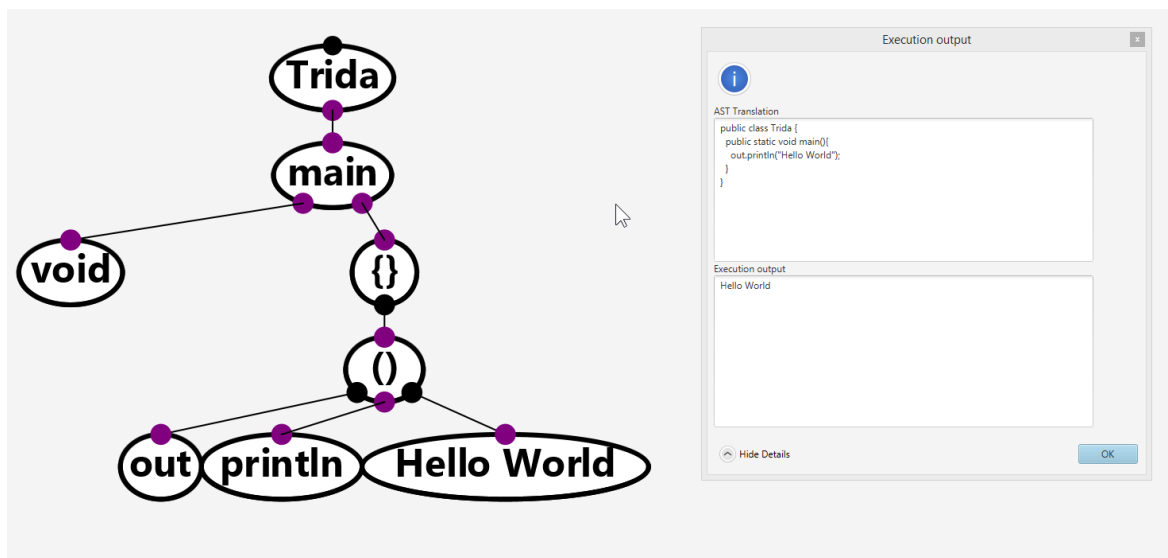 Trida
main
void
{}
()
out
println
Hello World
Execution output
x
i
AST Translation
public class Trida {
public static void main(){
out.println("Hello World");
}
}
Execution output
Hello World
Hide Details
OK